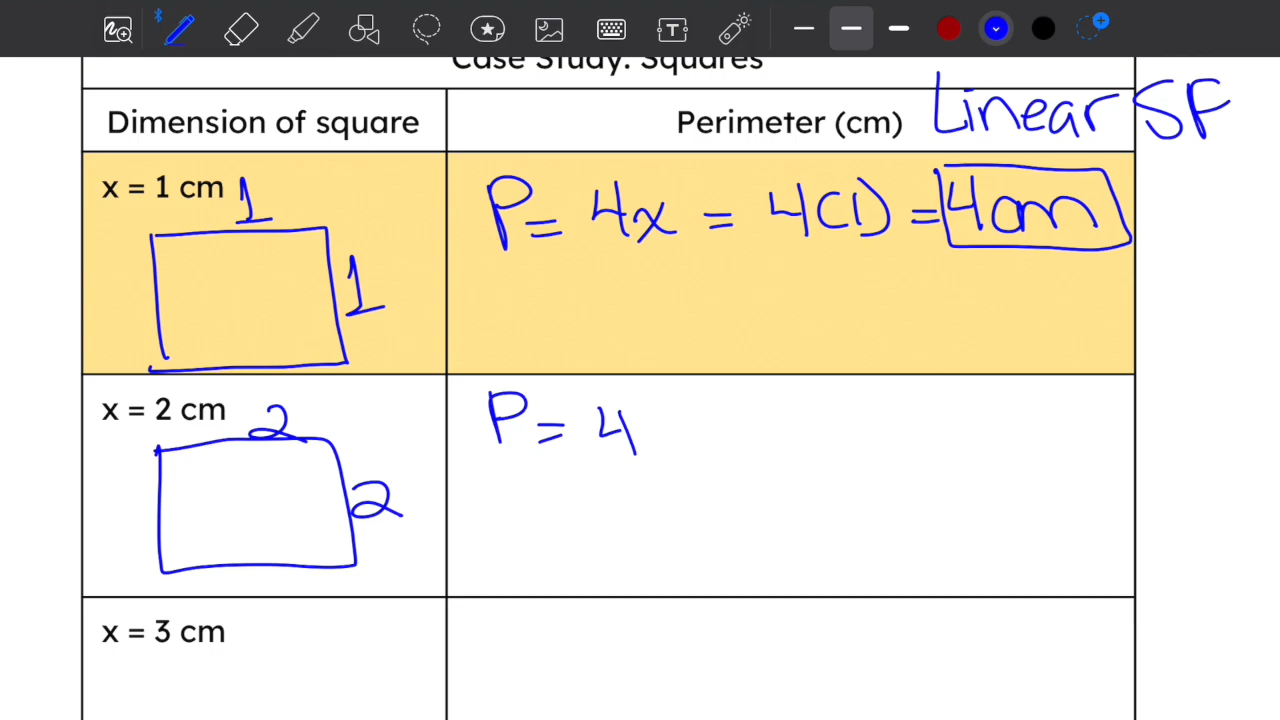 Case Study: Squares
Dimension of square
Perimeter (cm) Linear SF
x = 1 cm
1
1
P = 4x = 4(1) = 4cm
x = 2 cm
2
2
P = 4
x = 3 cm